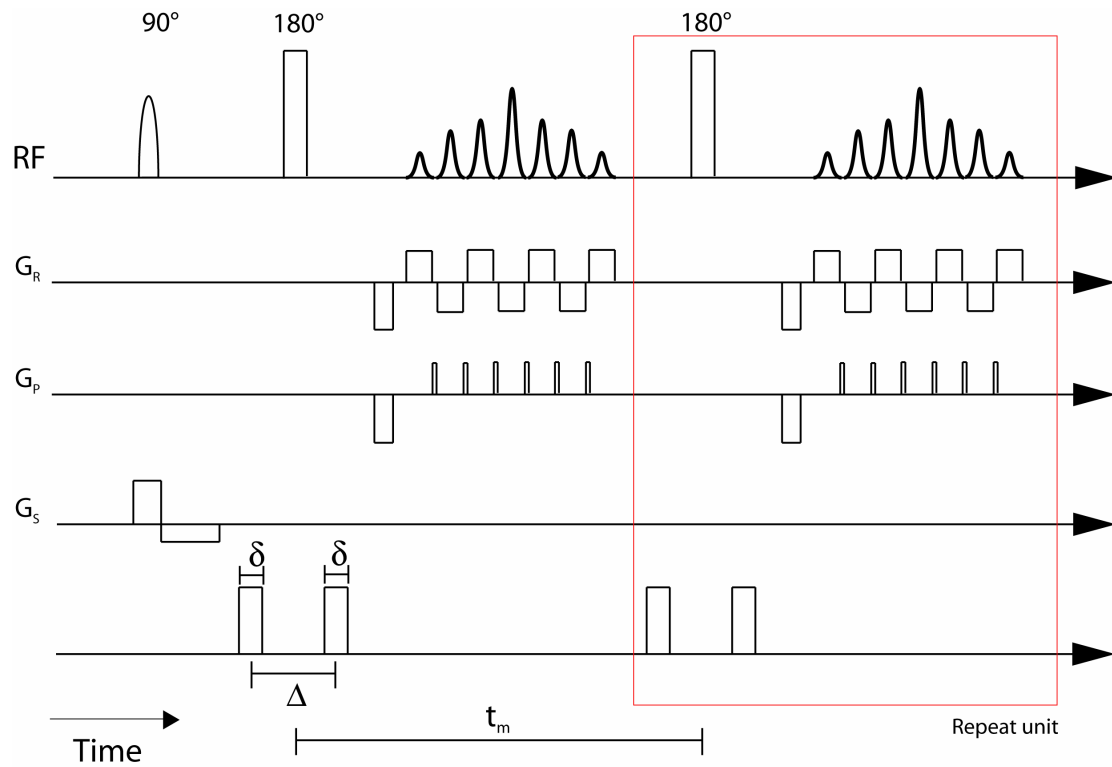 90° 180° 180°
RF
G_R
G_P
G_S
δ δ
Δ
t_m
Repeat unit
Time